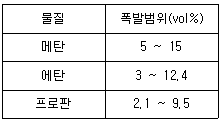 물질 폭발범위(vol%)
메탄 5 ~ 15
에탄 3 ~ 12.4
프로판 2.1 ~ 9.5